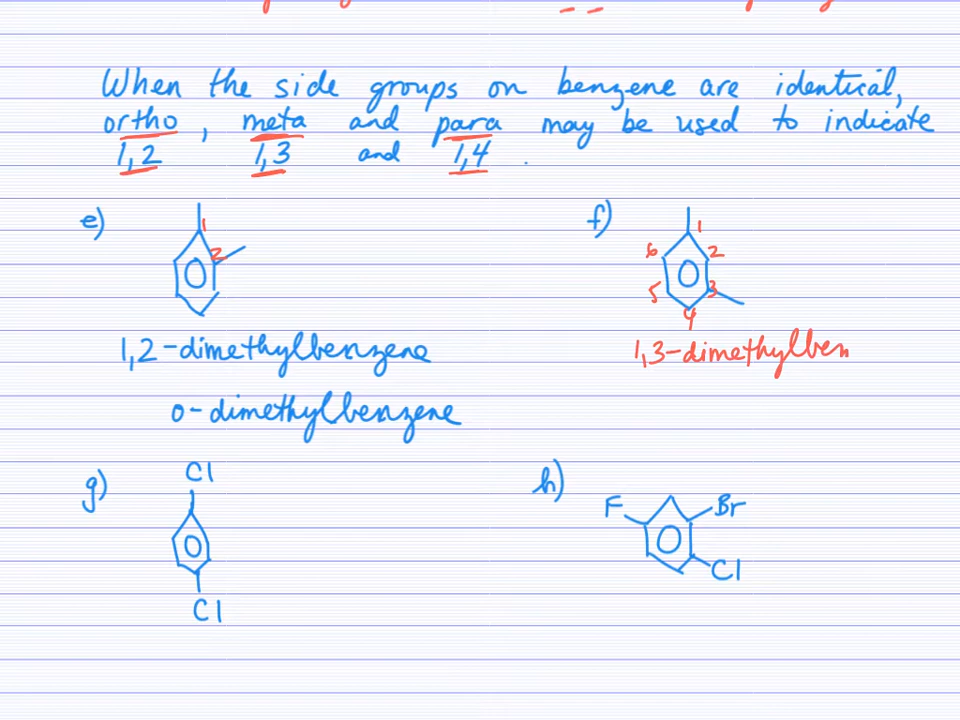 When the side groups on benzene are identical,
ortho, meta and para may be used to indicate
1,2 1,3 and 1,4.
e) 1 2
f) 1 2 3 4 5 6
1,2-dimethylbenzene
1,3-dimethylben
o-dimethylbenzene
g) Cl Cl
h) F Br Cl